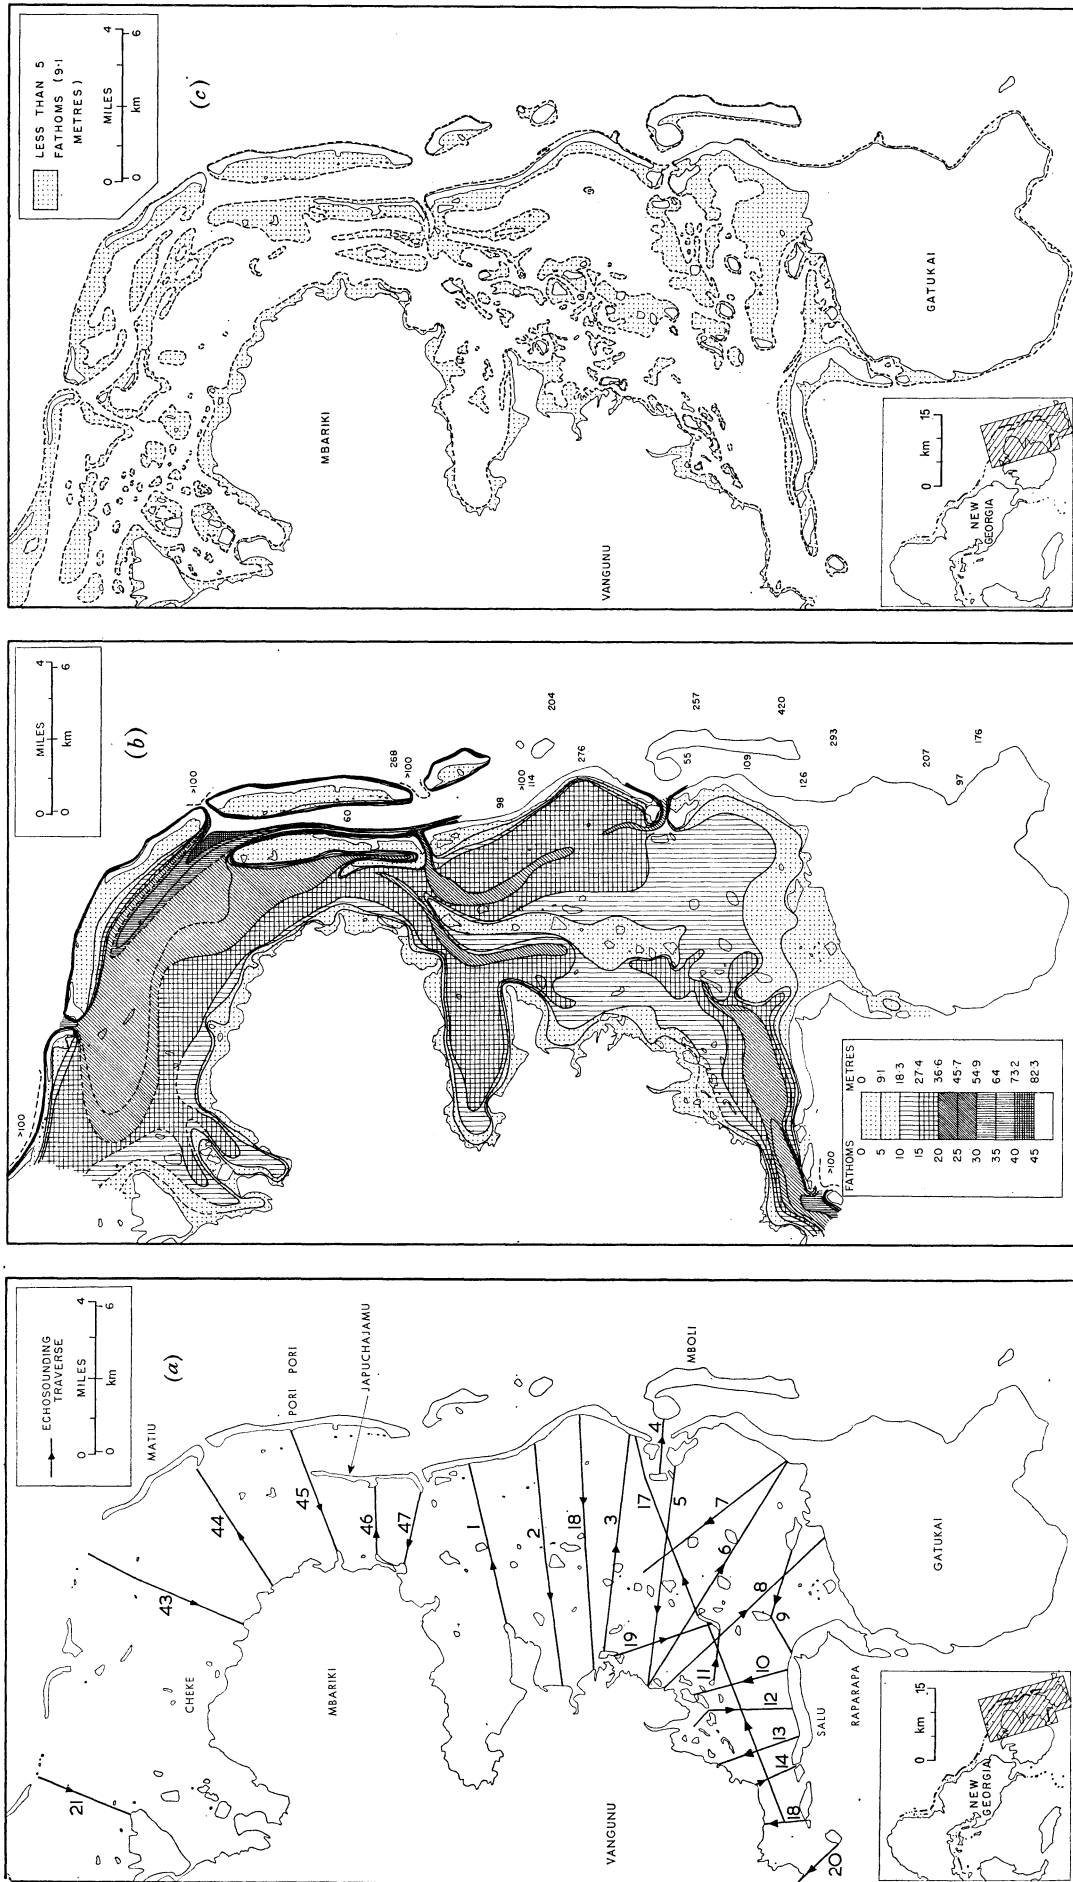 LESS THAN 5
FATHOMS (9·1
METRES)
MILES
0 4
km
0 6
(c)
MBARIKI
VANGUNU
GATUKAI
0 km 15
NEW
GEORGIA
MILES
0 4
km
0 6
(b)
>100
>100
268
>100
60
98
>100
114
204
276
257
55
109
420
126
293
207
97
176
>100
FATHOMS
METRES
0 0
5 9·1
10 18·3
15 27·4
20 36·6
25 45·7
30 54·9
35 64
40 73·2
45 82·3
ECHOSOUNDING
TRAVERSE
MILES
0 4
km
0 6
(a)
MATIU
PORI PORI
JAPUCHAJAMU
MBOLI
CHEKE
MBARIKI
VANGUNU
GATUKAI
SALU
RAPARAPA
21
43
44
45
46
47
1
2
18
3
19
17
4
5
7
6
8
9
11
10
12
13
14
18
20
0 km 15
NEW
GEORGIA